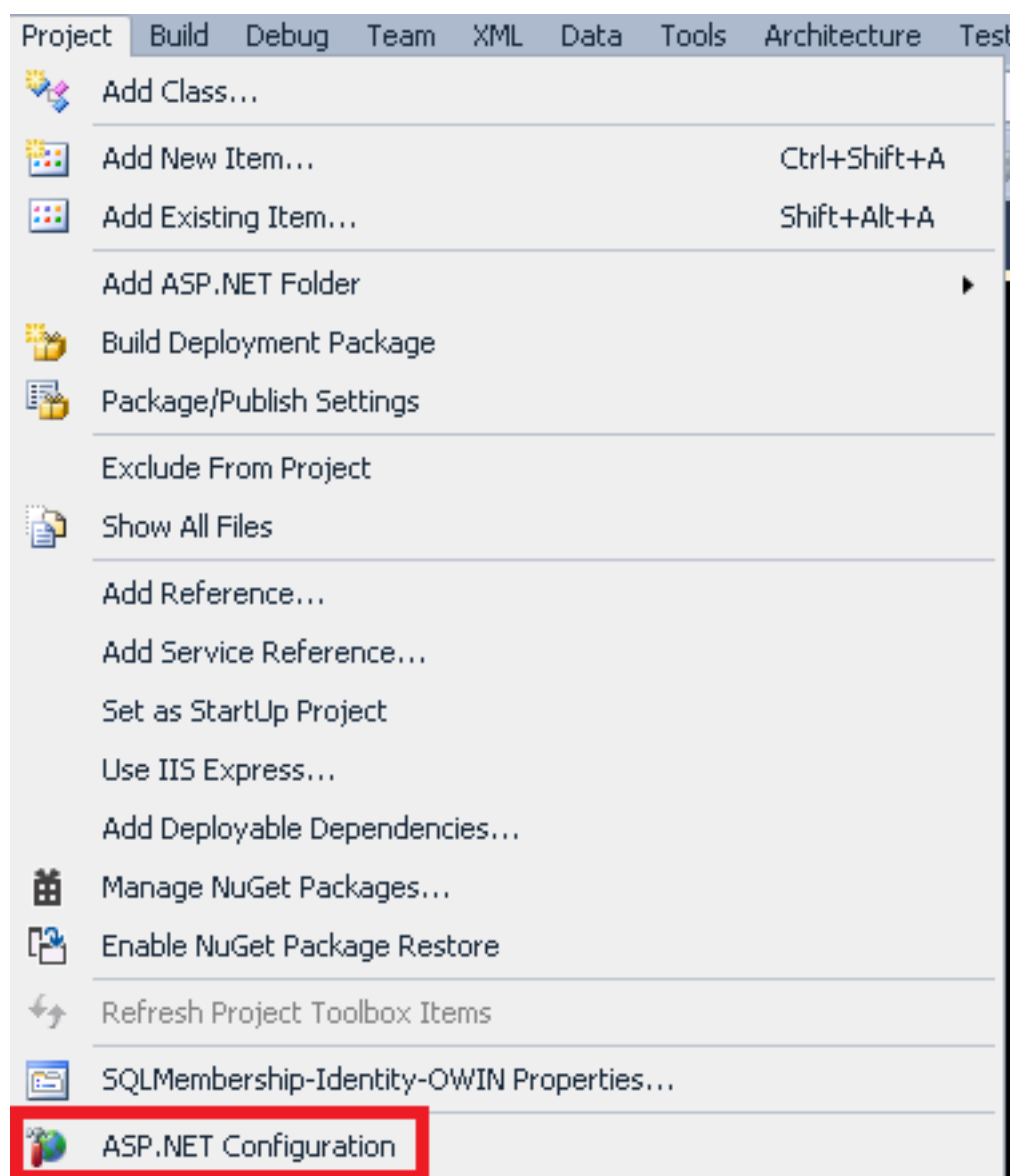 Project Build Debug Team XML Data Tools Architecture Test
Add Class...
Add New Item... Ctrl+Shift+A
Add Existing Item... Shift+Alt+A
Add ASP.NET Folder
Build Deployment Package
Package/Publish Settings
Exclude From Project
Show All Files
Add Reference...
Add Service Reference...
Set as StartUp Project
Use IIS Express...
Add Deployable Dependencies...
Manage NuGet Packages...
Enable NuGet Package Restore
Refresh Project Toolbox Items
SQLMembership-Identity-OWIN Properties...
ASP.NET Configuration